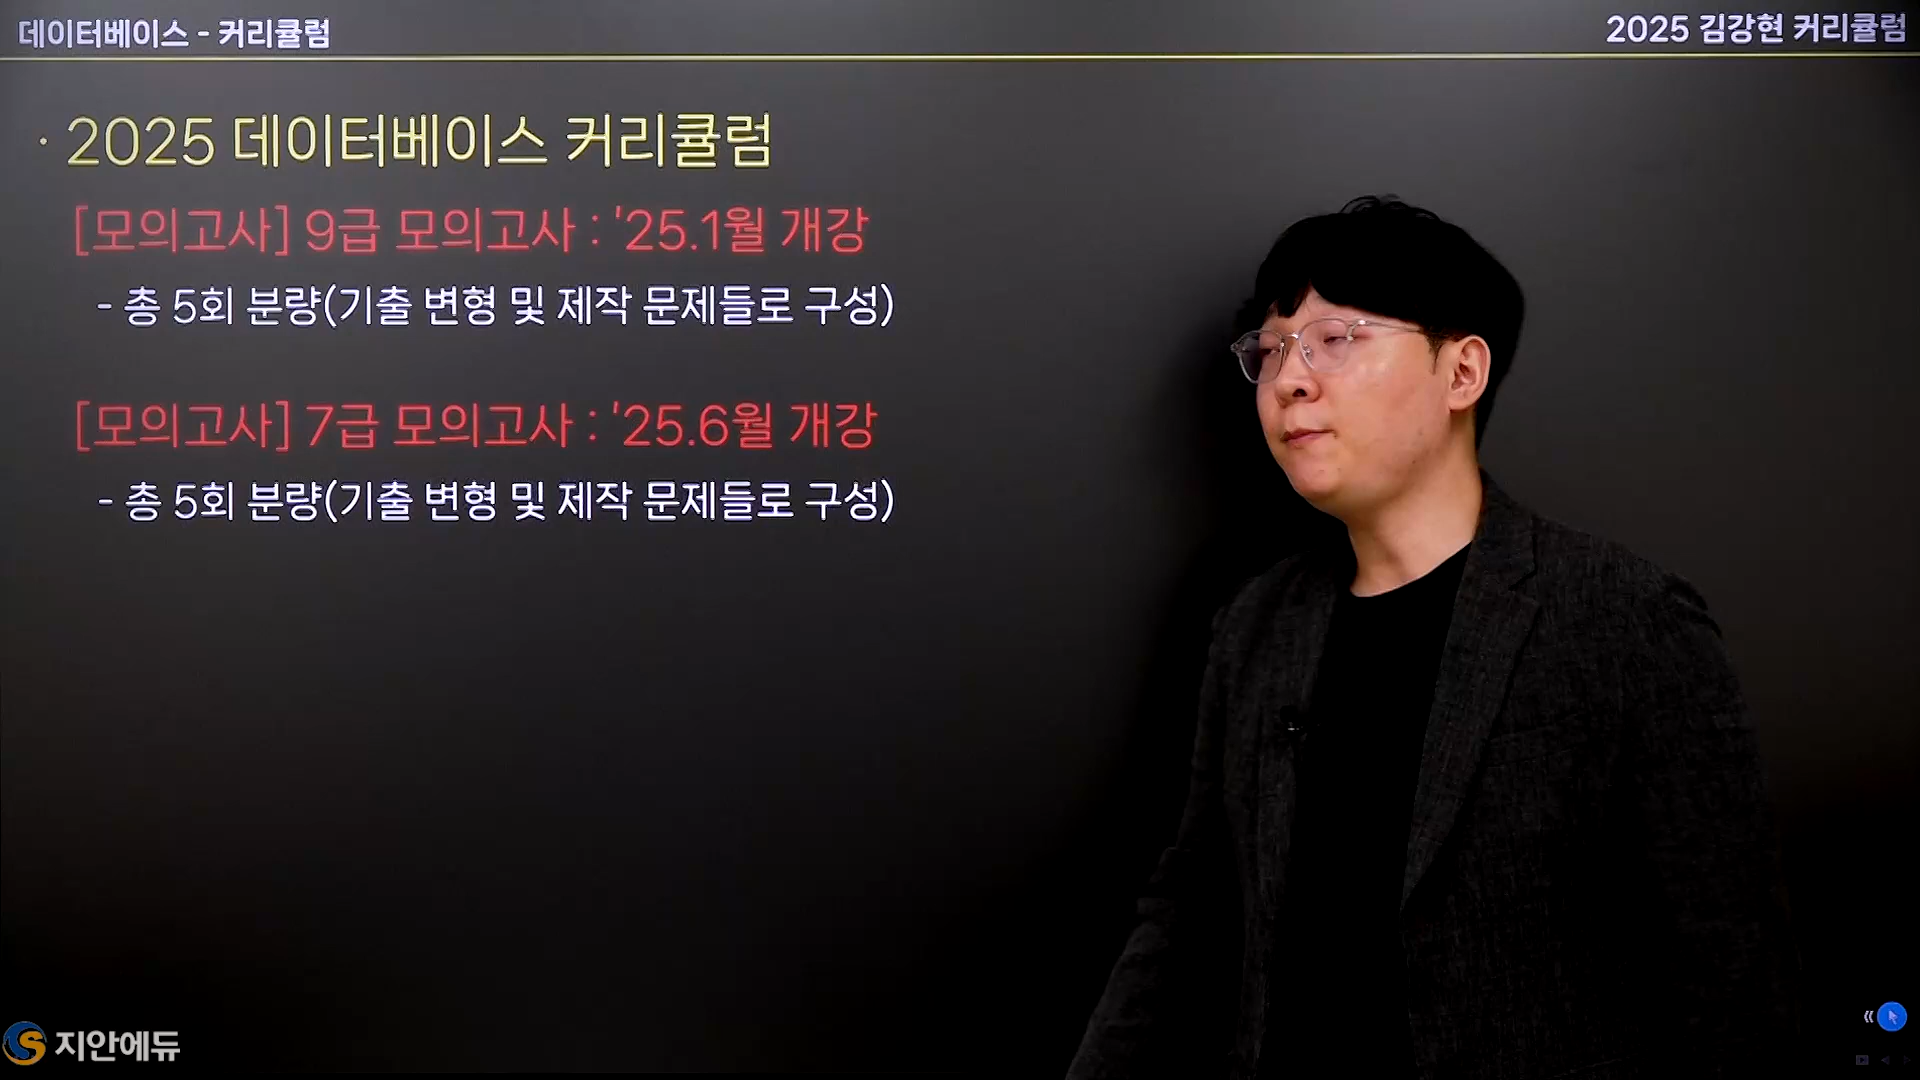 데이터베이스 - 커리큘럼
2025 김강현 커리큘럼
· 2025 데이터베이스 커리큘럼
[모의고사] 9급 모의고사 : '25.1월 개강
- 총 5회 분량(기출 변형 및 제작 문제들로 구성)
[모의고사] 7급 모의고사 : '25.6월 개강
- 총 5회 분량(기출 변형 및 제작 문제들로 구성)
지안에듀